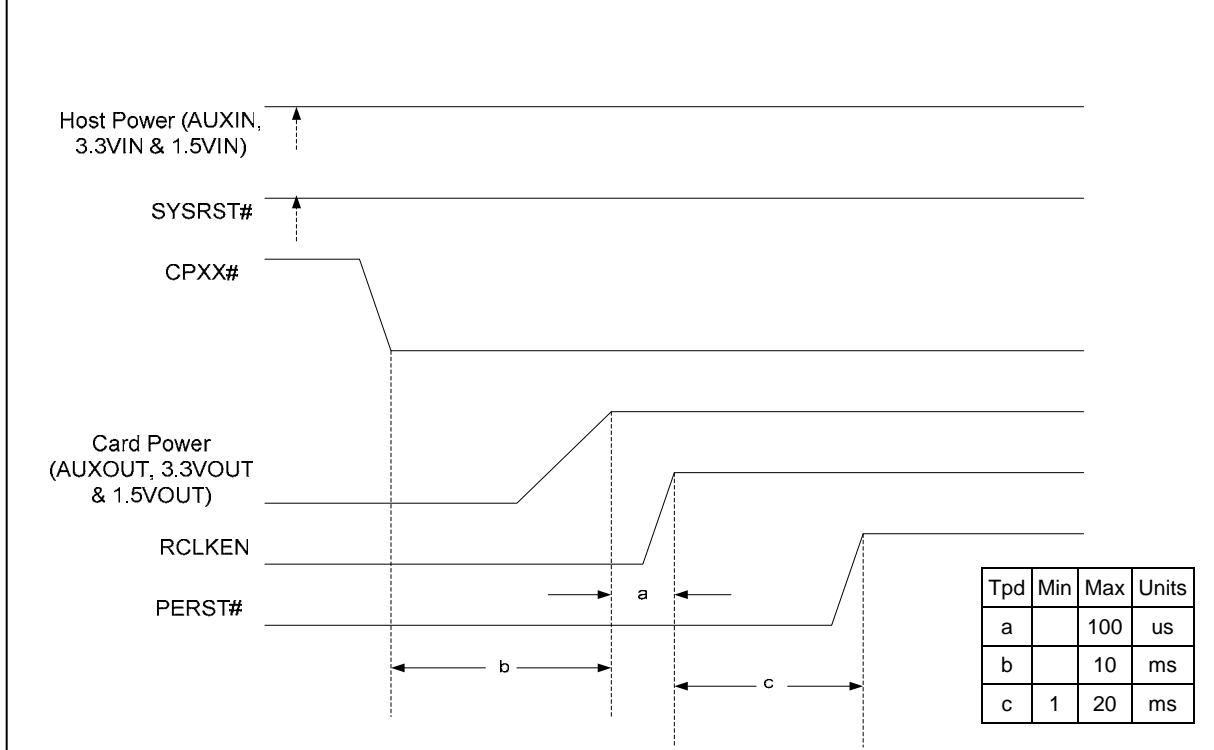 Host Power (AUXIN,
3.3VIN & 1.5VIN)
SYSRST#
CPXX#
Card Power
(AUXOUT, 3.3VOUT
& 1.5VOUT)
RCLKEN
PERST#
a
b
c
Tpd Min Max Units
a 100 us
b 10 ms
c 1 20 ms